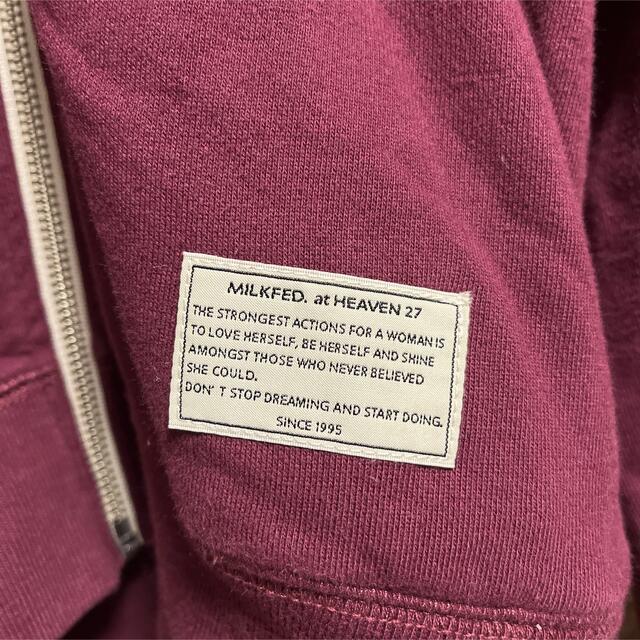 MILKFED. at HEAVEN 27
THE STRONGEST ACTIONS FOR A WOMAN IS
TO LOVE HERSELF, BE HERSELF AND SHINE
AMONGST THOSE WHO NEVER BELIEVED
SHE COULD.
DON' T STOP DREAMING AND START DOING.
SiNCE 1995